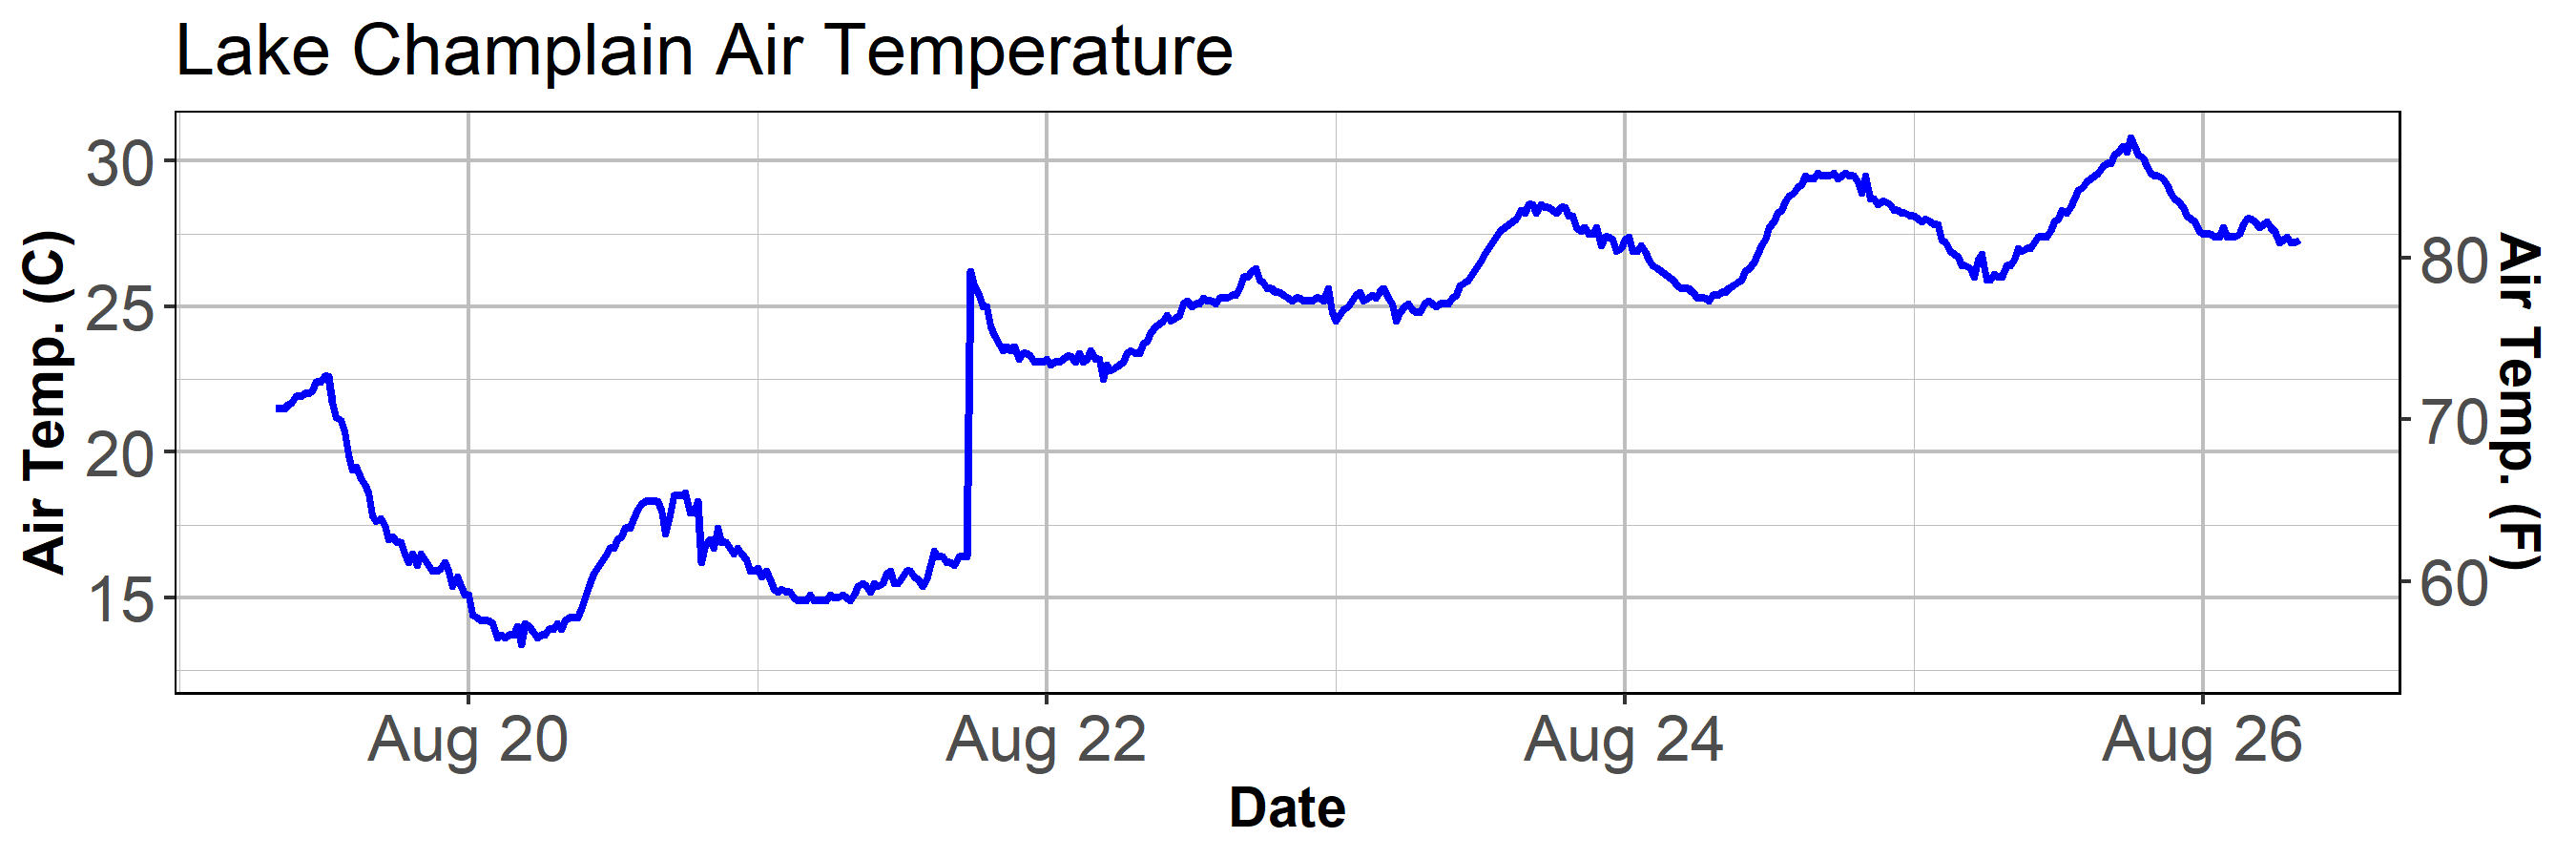 Lake Champlain Air Temperature
Air Temp. (C)
30
25
20
15
80
70
60
Air Temp. (F)
Aug 20 Aug 22 Aug 24 Aug 26
Date